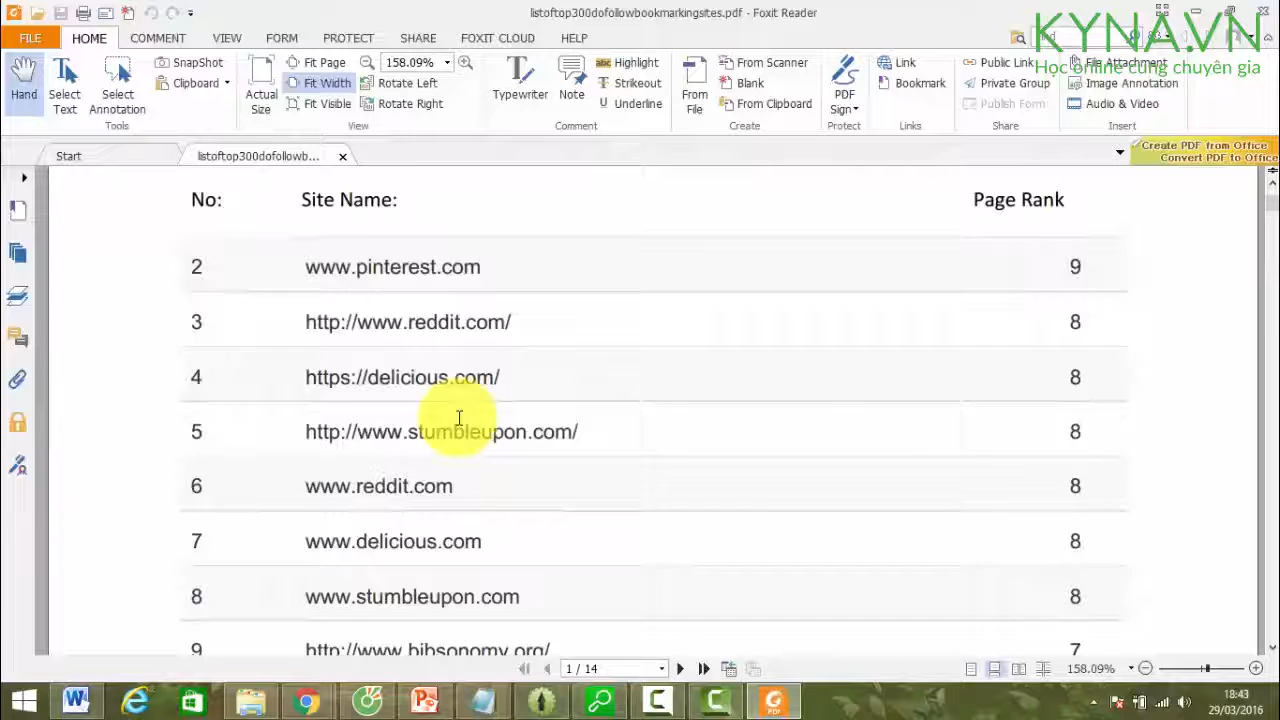 listoftop300dofollowbookmarkingsites.pdf - Foxit Reader
KYNA.VN
Học online cùng chuyên gia
FILE HOME COMMENT VIEW FORM PROTECT SHARE FOXIT CLOUD HELP
Hand
Select Text
Select Annotation
SnapShot
Clipboard
Tools
Actual Size
Fit Page
Fit Width
Fit Visible
158.09%
Rotate Left
Rotate Right
View
Typewriter
Note
Highlight
Strikeout
Underline
Comment
From File
From Scanner
Blank
From Clipboard
Create
PDF Sign
Protect
Link
Bookmark
Links
Public Link
Private Group
Publish Form
Share
File Attachment
Image Annotation
Audio & Video
Insert
Start
listoftop300dofollowb...
Create PDF from Office
Convert PDF to Office
No: Site Name: Page Rank
2 www.pinterest.com 9
3 http://www.reddit.com/ 8
4 https://delicious.com/ 8
5 http://www.stumbleupon.com/ 8
6 www.reddit.com 8
7 www.delicious.com 8
8 www.stumbleupon.com 8
9 http://www.bibsonomy.org/ 7
1 / 14
158.09%
18:43
29/03/2016